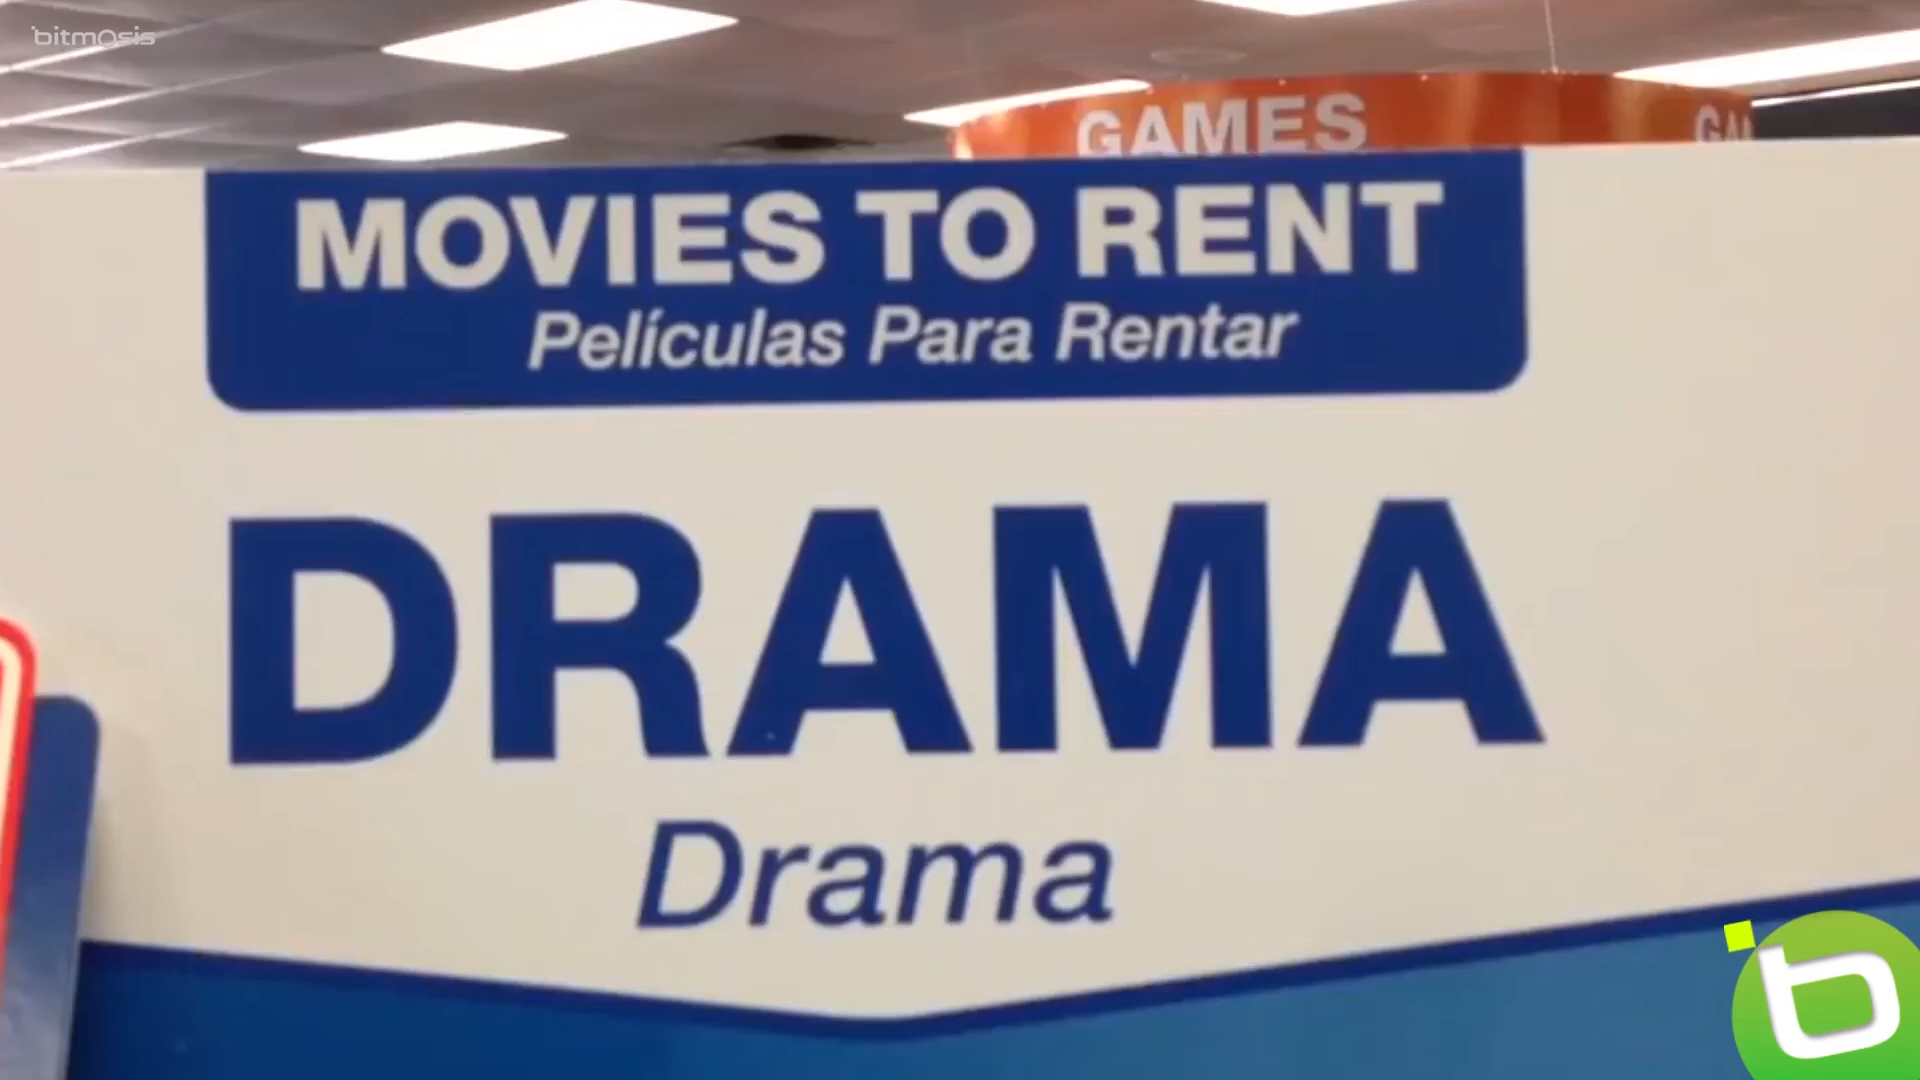 bitmosis
GAMES
MOVIES TO RENT
Películas Para Rentar
DRAMA
Drama